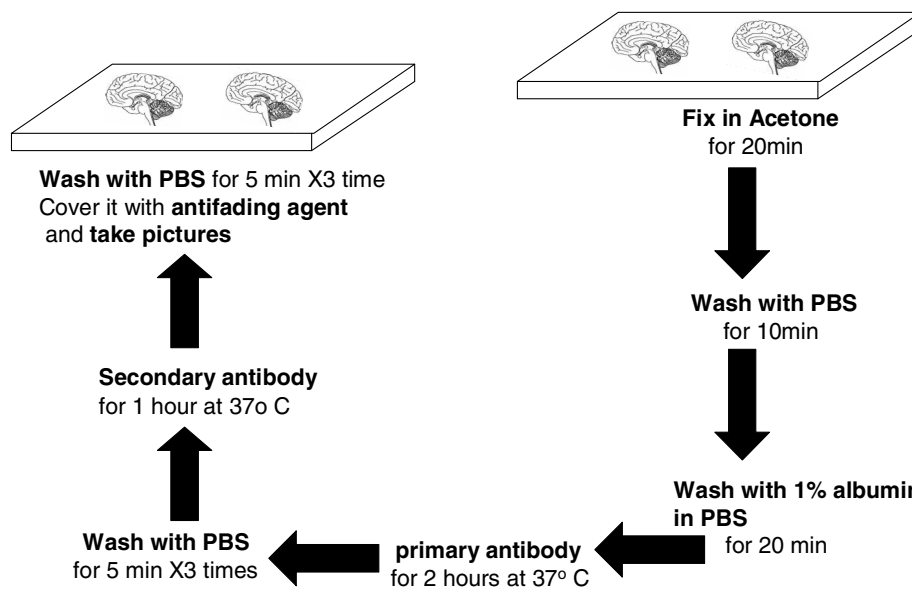 Fix in Acetone
for 20min
Wash with PBS
for 10min
Wash with 1% albumin
in PBS
for 20 min
primary antibody
for 2 hours at 37º C
Wash with PBS
for 5 min X3 times
Secondary antibody
for 1 hour at 37o C
Wash with PBS for 5 min X3 time
Cover it with antifading agent
and take pictures